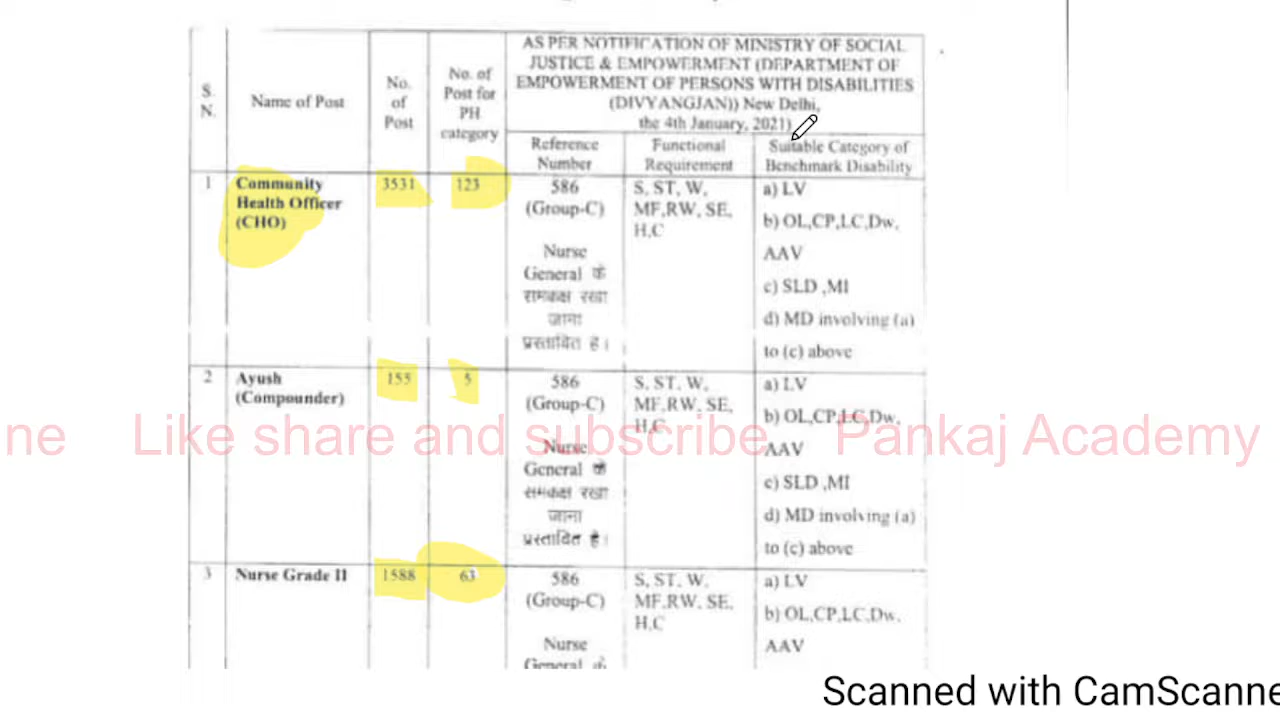 AS PER NOTIFICATION OF MINISTRY OF SOCIAL
JUSTICE & EMPOWERMENT (DEPARTMENT OF
EMPOWERMENT OF PERSONS WITH DISABILITIES
(DIVYANGJAN)) New Delhi,
the 4th January, 2021)
S.
N.
Name of Post
No.
of
Post
No. of
Post for
PH
category
Reference
Number
Functional
Requirement
Suitable Category of
Benchmark Disability
1
Community
Health Officer
(CHO)
3531
123
586
(Group-C)
Nurse
General के
समकक्ष रखा
जाना
प्रस्तावित है।
S, ST, W,
MF,RW, SE,
H,C
a) LV
b) OL,CP,LC,Dw,
AAV
c) SLD ,MI
d) MD involving (a)
to (c) above
2
Ayush
(Compounder)
155
5
586
(Group-C)
Nurse
General के
समकक्ष रखा
जाना
प्रस्तावित है।
S, ST, W,
MF,RW, SE,
H,C
a) LV
b) OL,CP,LC,Dw,
AAV
c) SLD ,MI
d) MD involving (a)
to (c) above
ne Like share and subscribe Pankaj Academy
3
Nurse Grade II
1588
63
586
(Group-C)
Nurse
General के
S, ST, W,
MF,RW, SE,
H,C
a) LV
b) OL,CP,LC,Dw,
AAV
Scanned with CamScanne